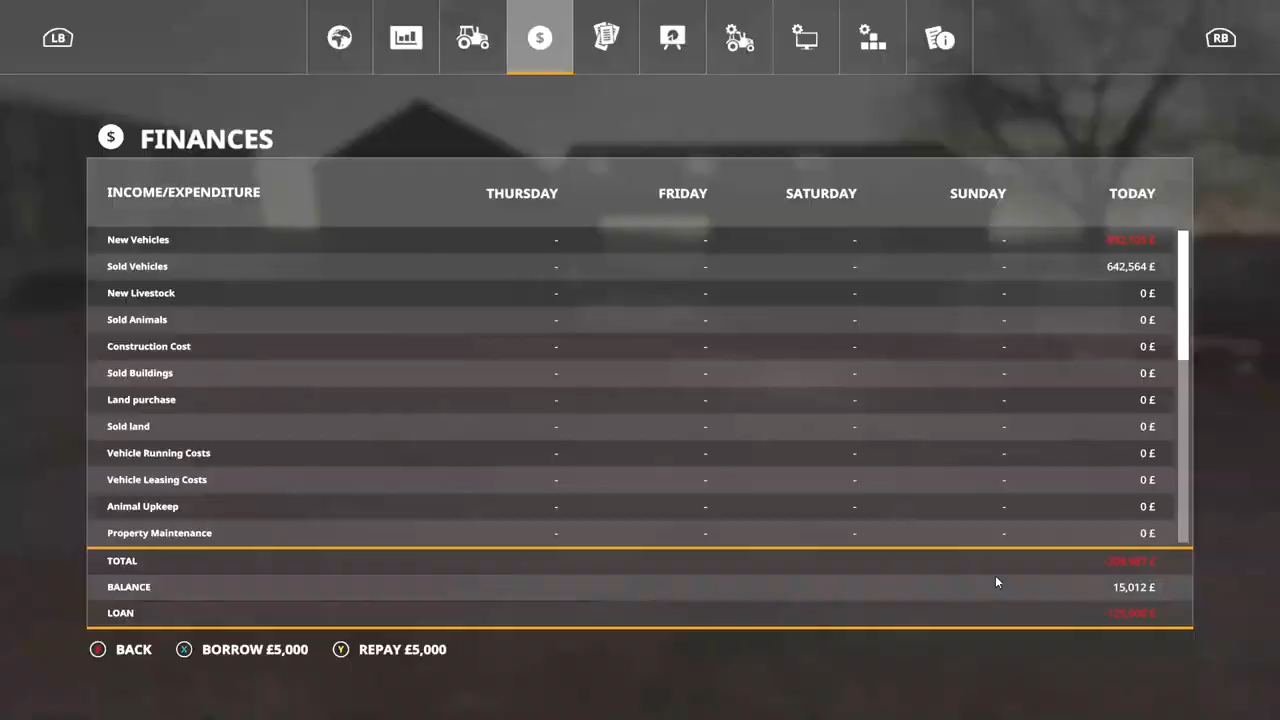 LB
$
RB
$ FINANCES
INCOME/EXPENDITURE THURSDAY FRIDAY SATURDAY SUNDAY TODAY
New Vehicles - - - -
Sold Vehicles - - - - 642,564 £
New Livestock - - - - 0 £
Sold Animals - - - - 0 £
Construction Cost - - - - 0 £
Sold Buildings - - - - 0 £
Land purchase - - - - 0 £
Sold land - - - - 0 £
Vehicle Running Costs - - - - 0 £
Vehicle Leasing Costs - - - - 0 £
Animal Upkeep - - - - 0 £
Property Maintenance - - - - 0 £
TOTAL
BALANCE 15,012 £
LOAN
BACK X BORROW £5,000 Y REPAY £5,000